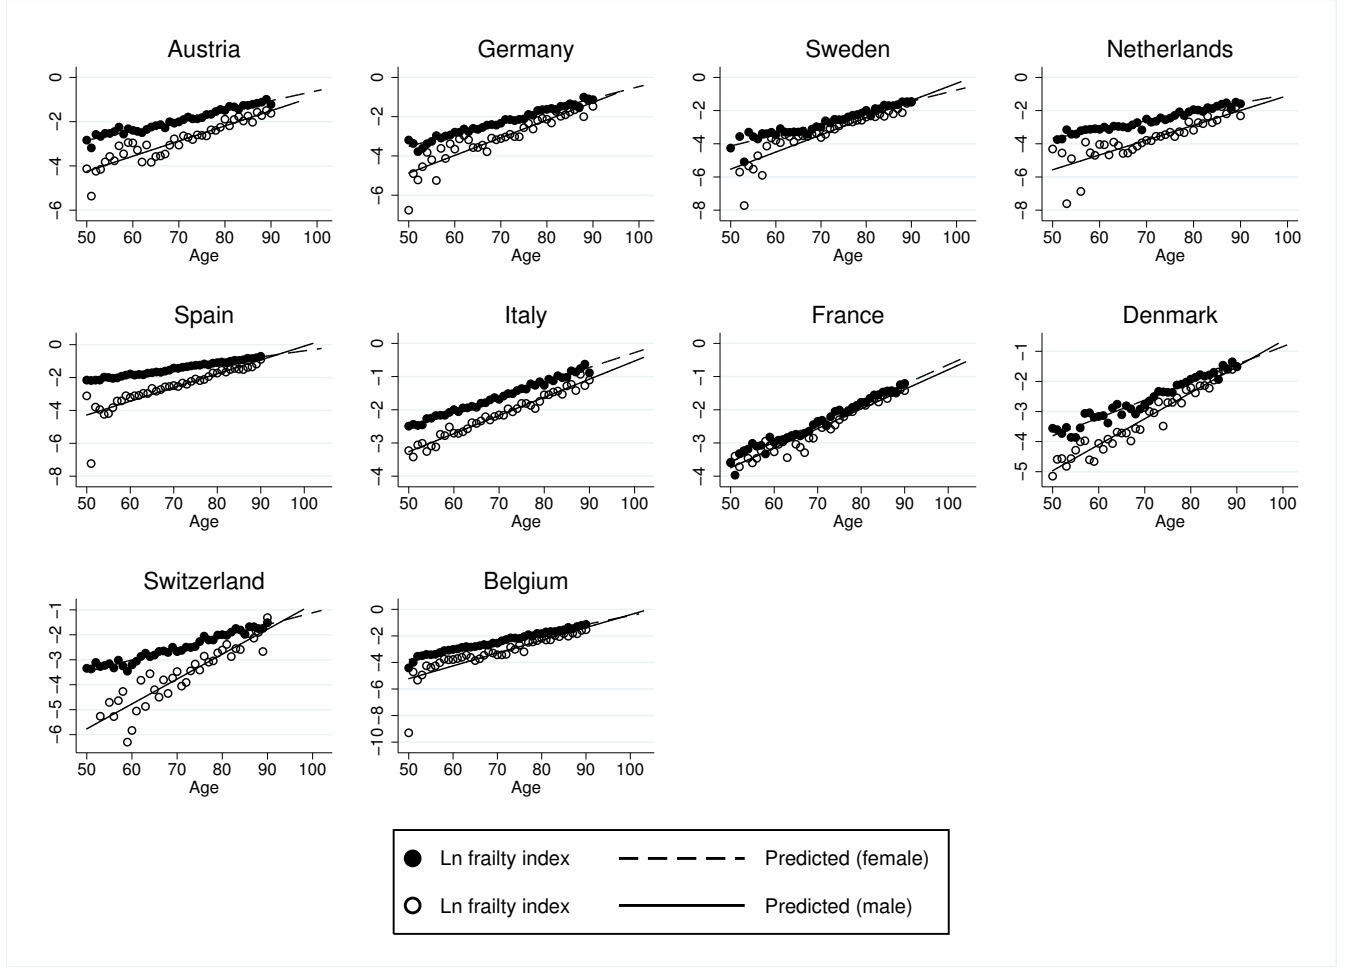 Austria Germany Sweden Netherlands
0 −2 −4 −6
50 60 70 80 90 100
Age
0 −2 −4 −6
50 60 70 80 90 100
Age
0 −2 −4 −6 −8
50 60 70 80 90 100
Age
0 −2 −4 −6 −8
50 60 70 80 90 100
Age
Spain Italy France Denmark
0 −2 −4 −6 −8
50 60 70 80 90 100
Age
0 −1 −2 −3 −4
50 60 70 80 90 100
Age
0 −1 −2 −3 −4
50 60 70 80 90 100
Age
−1 −2 −3 −4 −5
50 60 70 80 90 100
Age
Switzerland Belgium
−1 −2 −3 −4 −5 −6
50 60 70 80 90 100
Age
0 −2 −4 −6 −8 −10
50 60 70 80 90 100
Age
Ln frailty index Predicted (female)
Ln frailty index Predicted (male)